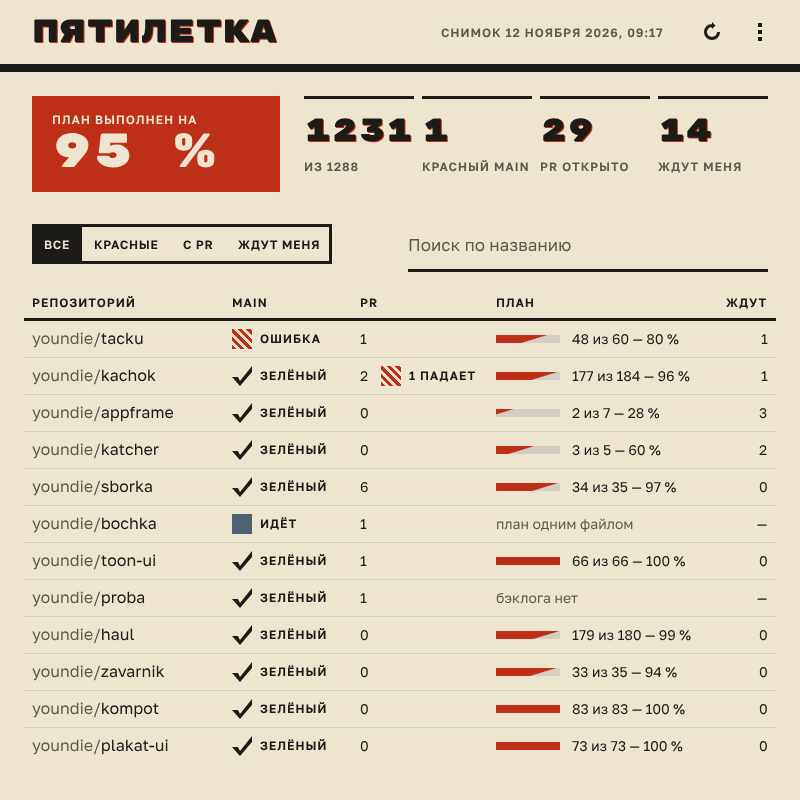 ПЯТИЛЕТКА
СНИМОК 12 НОЯБРЯ 2026, 09:17
ПЛАН ВЫПОЛНЕН НА
95 %
1231
ИЗ 1288
1
КРАСНЫЙ MAIN
29
PR ОТКРЫТО
14
ЖДУТ МЕНЯ
ВСЕ КРАСНЫЕ С PR ЖДУТ МЕНЯ
Поиск по названию
РЕПОЗИТОРИЙ MAIN PR ПЛАН ЖДУТ
youndie/tacku ОШИБКА 1 48 из 60 — 80 % 1
youndie/kachok ЗЕЛЁНЫЙ 2 1 ПАДАЕТ 177 из 184 — 96 % 1
youndie/appframe ЗЕЛЁНЫЙ 0 2 из 7 — 28 % 3
youndie/katcher ЗЕЛЁНЫЙ 0 3 из 5 — 60 % 2
youndie/sborka ЗЕЛЁНЫЙ 6 34 из 35 — 97 % 0
youndie/bochka ИДЁТ 1 план одним файлом —
youndie/toon-ui ЗЕЛЁНЫЙ 1 66 из 66 — 100 % 0
youndie/proba ЗЕЛЁНЫЙ 1 бэклога нет —
youndie/haul ЗЕЛЁНЫЙ 0 179 из 180 — 99 % 0
youndie/zavarnik ЗЕЛЁНЫЙ 0 33 из 35 — 94 % 0
youndie/kompot ЗЕЛЁНЫЙ 0 83 из 83 — 100 % 0
youndie/plakat-ui ЗЕЛЁНЫЙ 0 73 из 73 — 100 % 0